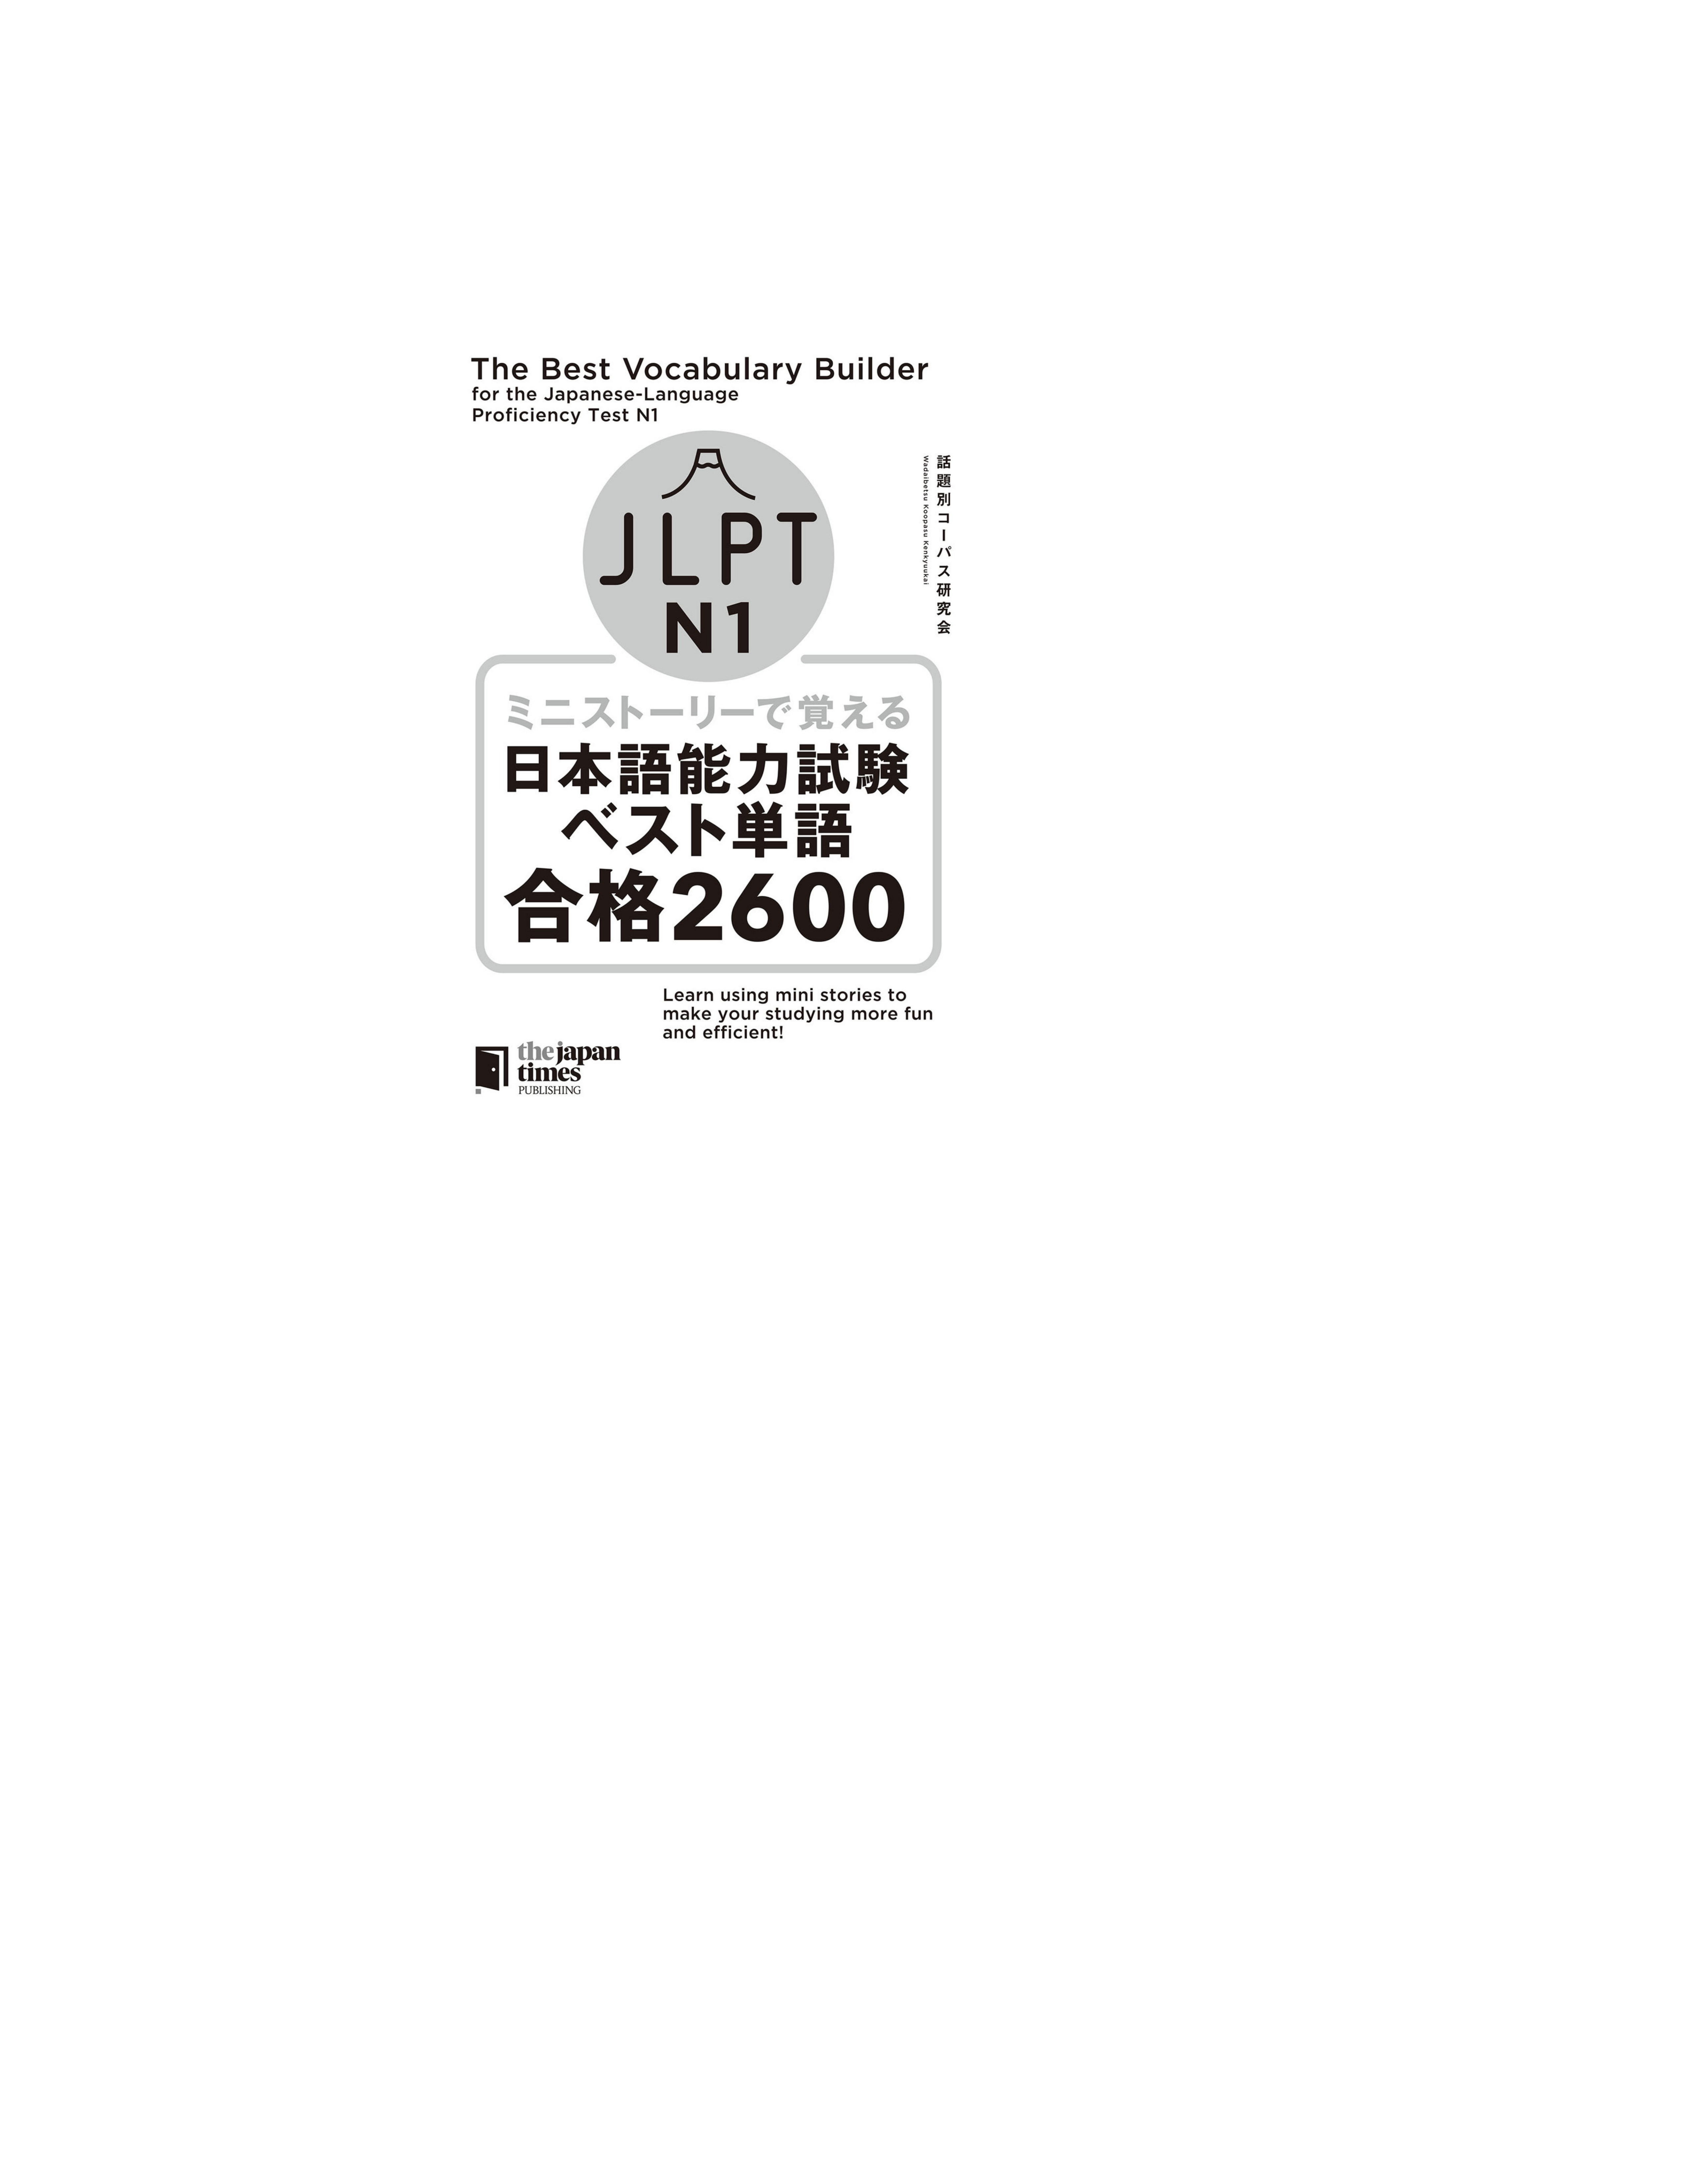 The Best Vocabulary Builder
for the Japanese-Language
Proficiency Test N1
話題別コーパス研究会
Wadaibetsu Koopasu Kenkyuukai
JLPT
N1
ミニストーリーで覚える
日本語能力試験
ベスト単語
合格2600
Learn using mini stories to
make your studying more fun
and efficient!
the japan
times
PUBLISHING